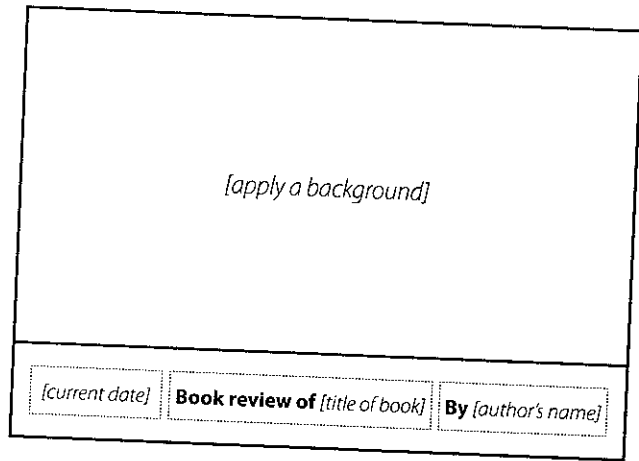 [apply a background]
[current date] Book review of [title of book] By [author's name]